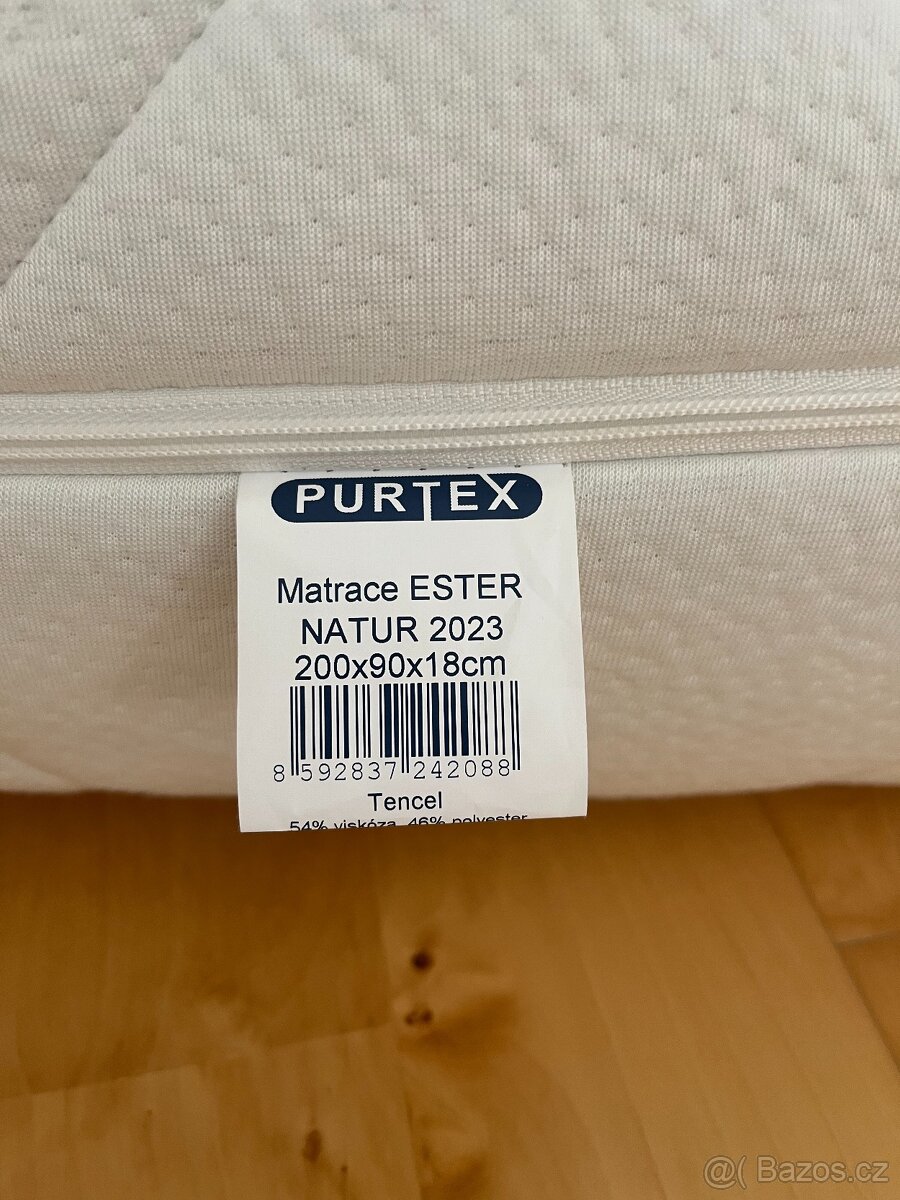 PURTEX
Matrace ESTER
NATUR 2023
200x90x18cm
8 592837 242088
Tencel
54% viskóza, 46% polyester
@( Bazos.cz